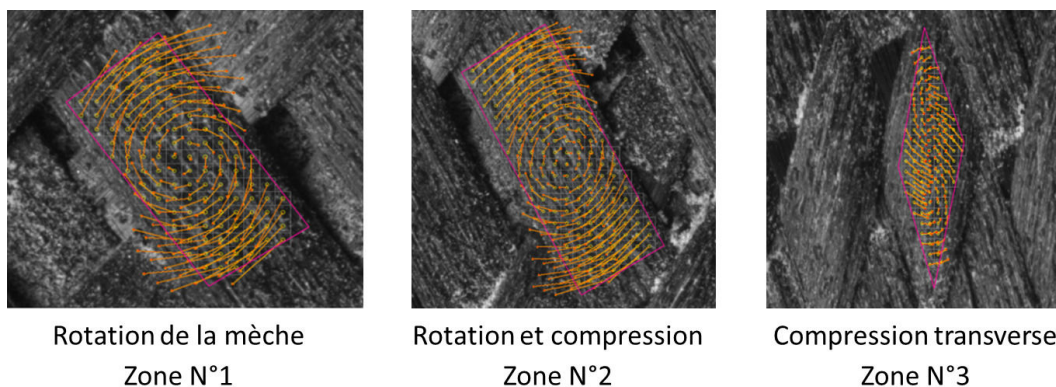 Rotation de la mèche
Zone N°1
Rotation et compression
Zone N°2
Compression transverse
Zone N°3